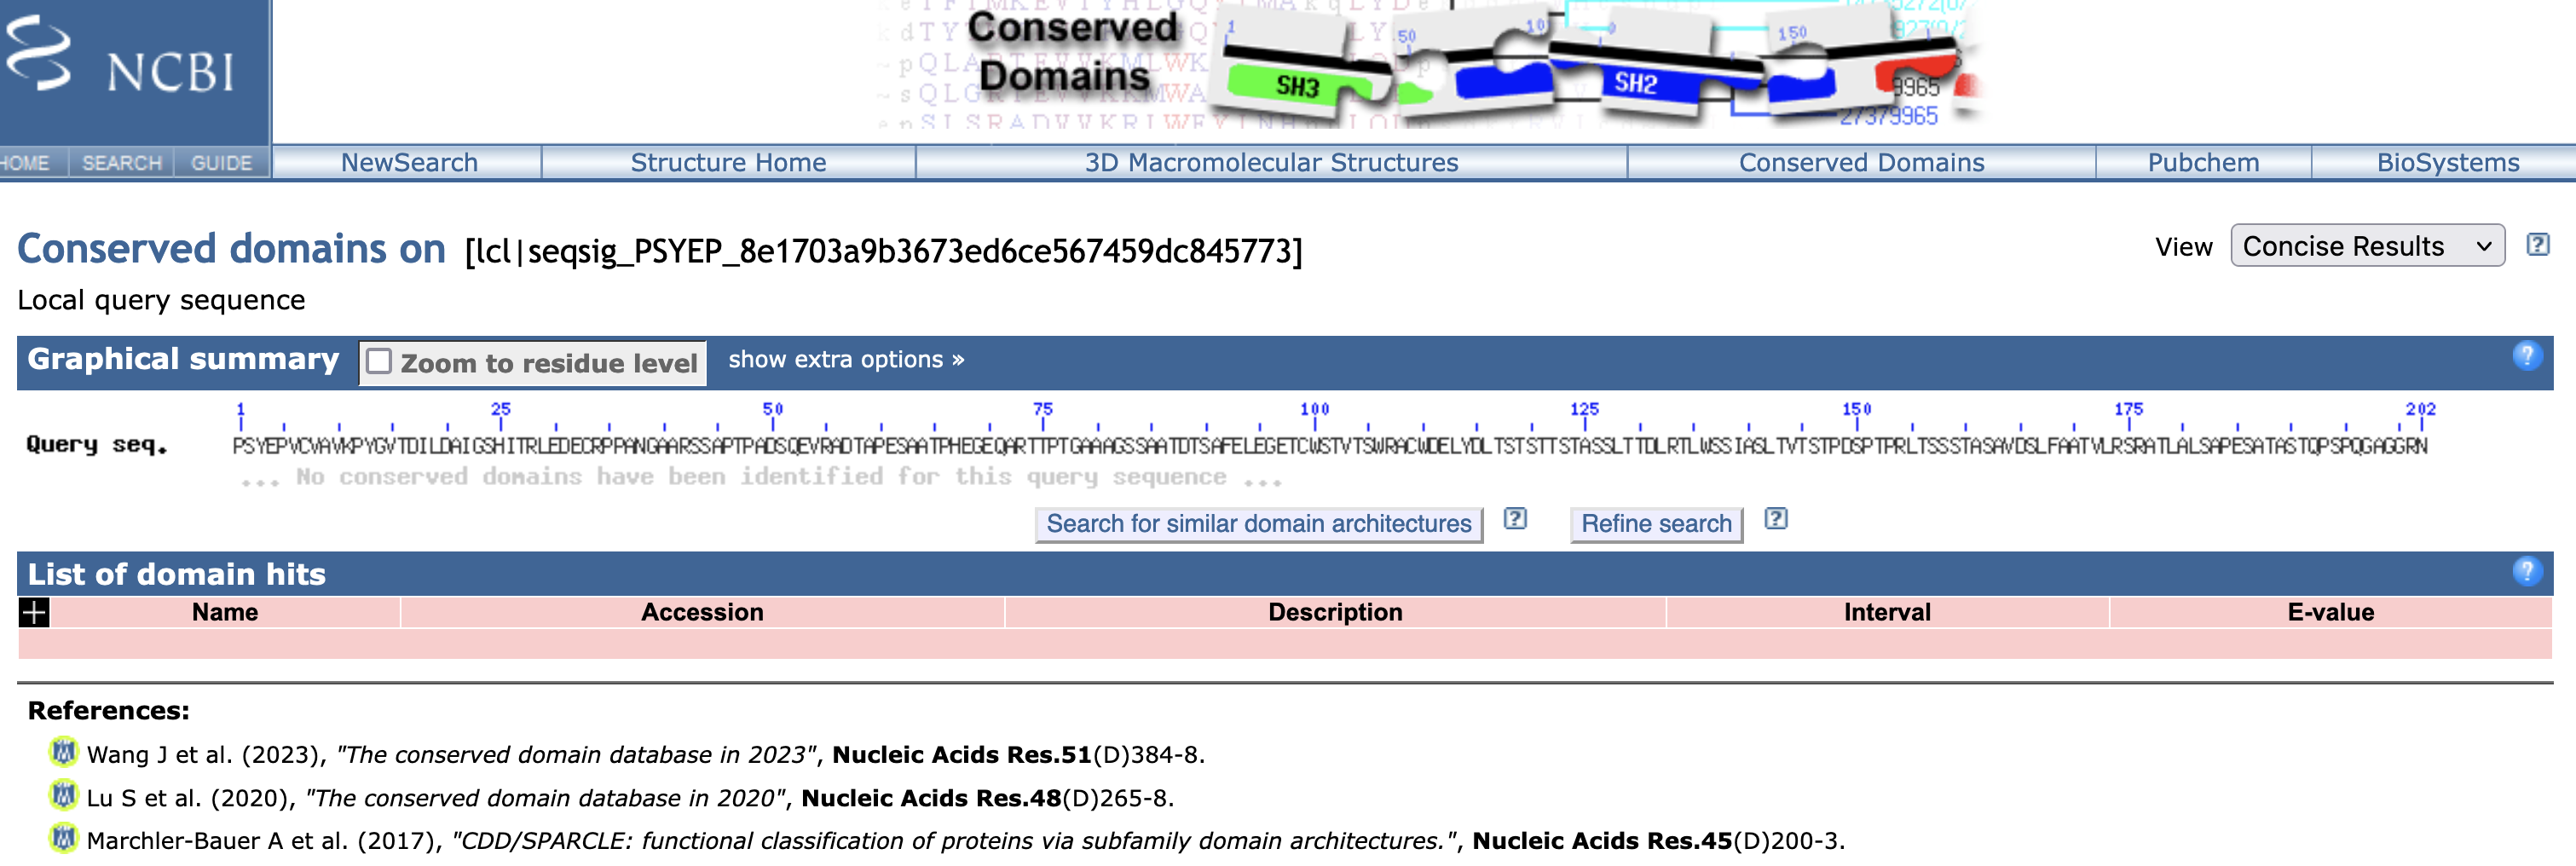 NCBI
Conserved
Domains
1
50
10
150
SH3
SH2
9965
27379965
HOME SEARCH GUIDE NewSearch Structure Home 3D Macromolecular Structures Conserved Domains Pubchem BioSystems
Conserved domains on [lcl|seqsig_PSYEP_8e1703a9b3673ed6ce567459dc845773]
View Concise Results ?
Local query sequence
Graphical summary Zoom to residue level show extra options » ?
1 25 50 75 100 125 150 175 202
Query seq. PSYEPVCVAVKPYGVTDILDAIGSHITRLEDECRPPANGAARSSAPTPADSQEVRADTAPESAATPHEGEQARTTPTGAAAGSSAATDTSAFELEGETCWSTVTSWRACWDELYDLTSTSTTSTASSLTTDLRTLWSSIASLTVTSTPDSPTPRLTSSSTASAVDSLFAATVLRSRATLALSAPESATASTQPSPQGAGGRN
... No conserved domains have been identified for this query sequence ...
Search for similar domain architectures ? Refine search ?
List of domain hits ?
+ Name Accession Description Interval E-value
References:
Wang J et al. (2023), "The conserved domain database in 2023", Nucleic Acids Res.51(D)384-8.
Lu S et al. (2020), "The conserved domain database in 2020", Nucleic Acids Res.48(D)265-8.
Marchler-Bauer A et al. (2017), "CDD/SPARCLE: functional classification of proteins via subfamily domain architectures.", Nucleic Acids Res.45(D)200-3.